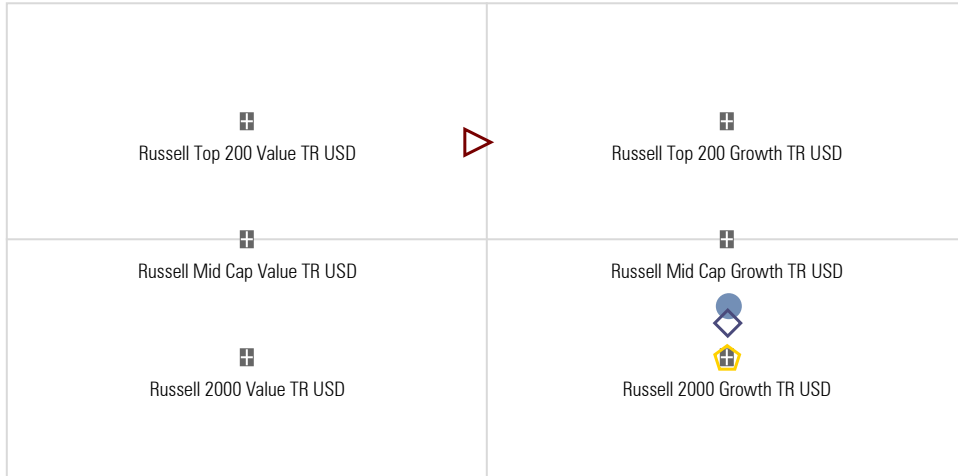 Russell Top 200 Value TR USD
Russell Top 200 Growth TR USD
Russell Mid Cap Value TR USD
Russell Mid Cap Growth TR USD
Russell 2000 Value TR USD
Russell 2000 Growth TR USD